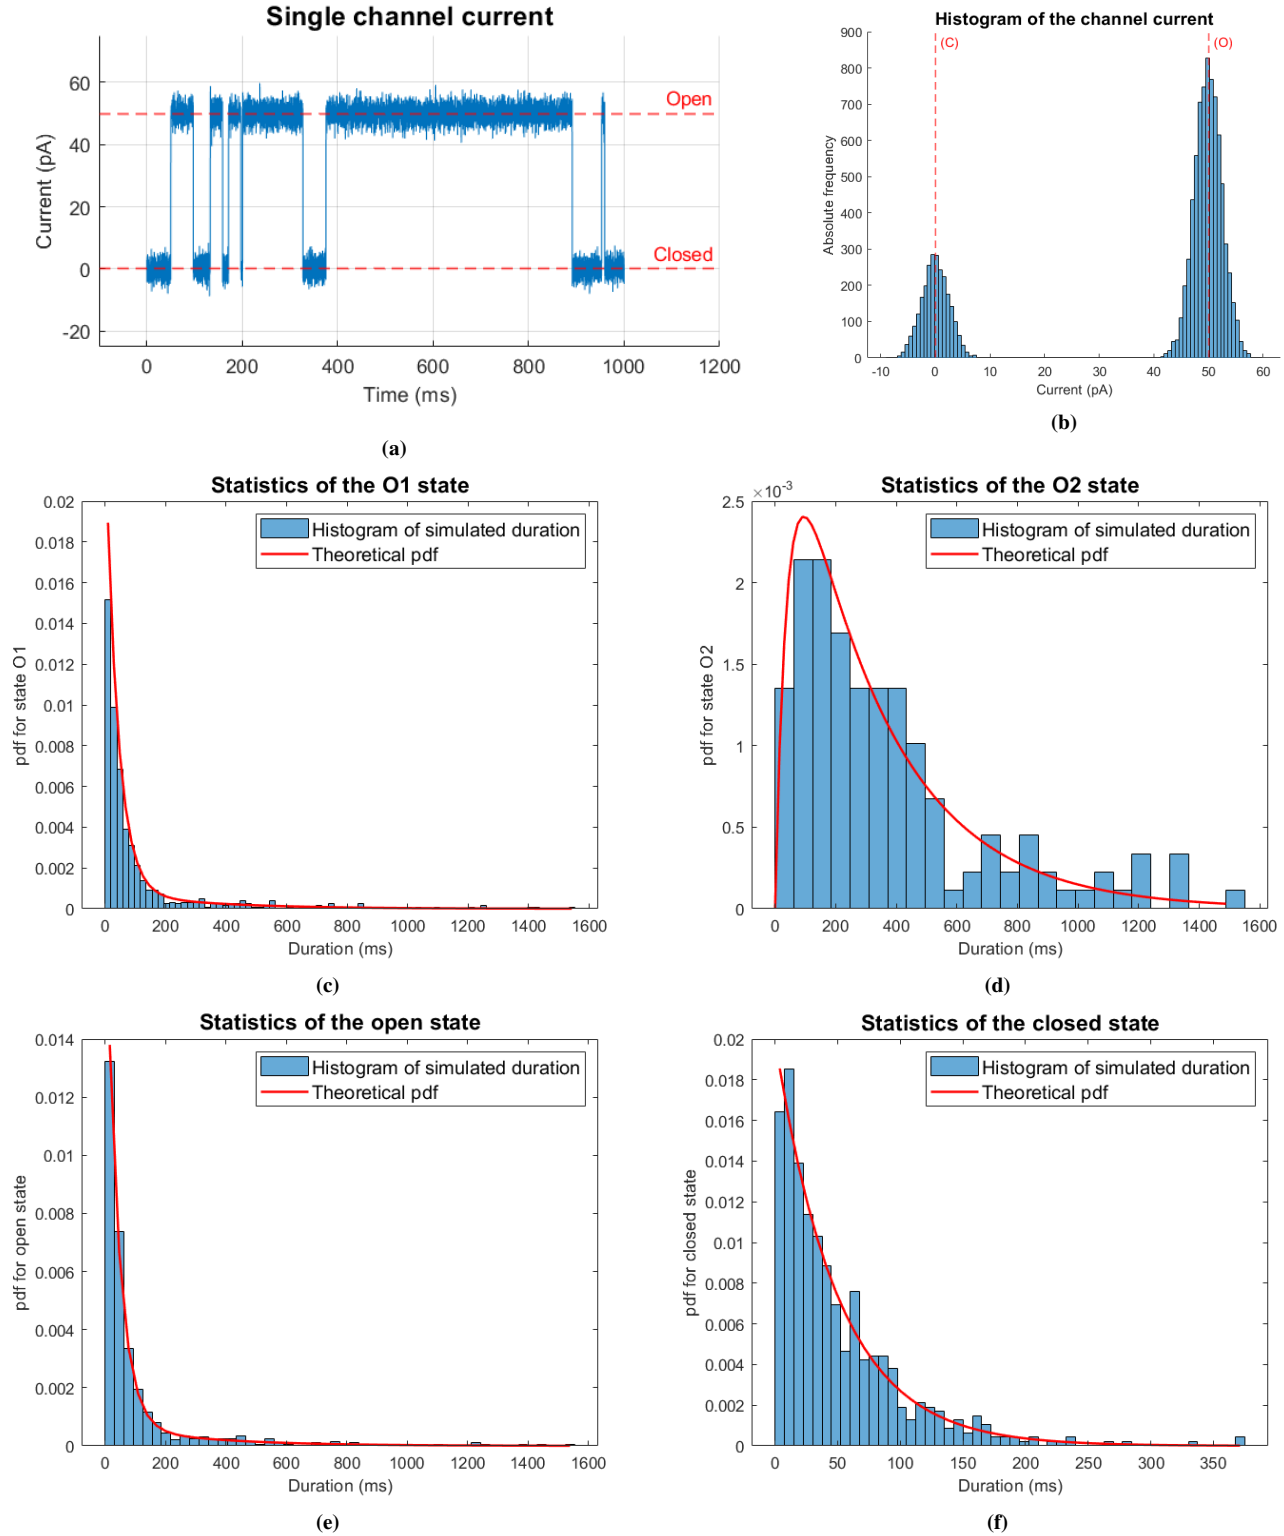 Single channel current
Current (pA)
60
40
20
0
-20
Open
Closed
0 200 400 600 800 1000 1200
Time (ms)
(a)
Histogram of the channel current
Absolute frequency
900
800
700
600
500
400
300
200
100
0
(C)
(O)
-10 0 10 20 30 40 50 60
Current (pA)
(b)
Statistics of the O1 state
pdf for state O1
0.02
0.018
0.016
0.014
0.012
0.01
0.008
0.006
0.004
0.002
0
Histogram of simulated duration
Theoretical pdf
0 200 400 600 800 1000 1200 1400 1600
Duration (ms)
(c)
Statistics of the O2 state
×10⁻³
pdf for state O2
2.5
2
1.5
1
0.5
0
Histogram of simulated duration
Theoretical pdf
0 200 400 600 800 1000 1200 1400 1600
Duration (ms)
(d)
Statistics of the open state
pdf for open state
0.014
0.012
0.01
0.008
0.006
0.004
0.002
0
Histogram of simulated duration
Theoretical pdf
0 200 400 600 800 1000 1200 1400 1600
Duration (ms)
(e)
Statistics of the closed state
pdf for closed state
0.02
0.018
0.016
0.014
0.012
0.01
0.008
0.006
0.004
0.002
0
Histogram of simulated duration
Theoretical pdf
0 50 100 150 200 250 300 350
Duration (ms)
(f)